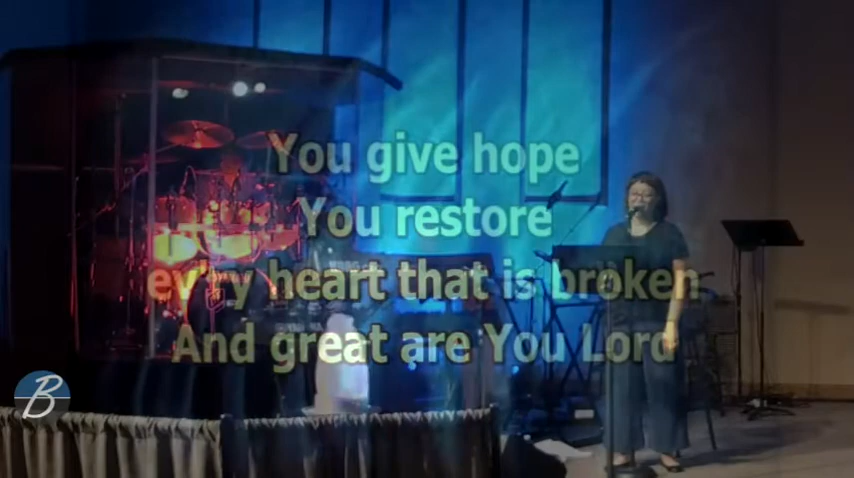 You give hope
You restore
ev'ry heart that is broken
And great are You Lord
B